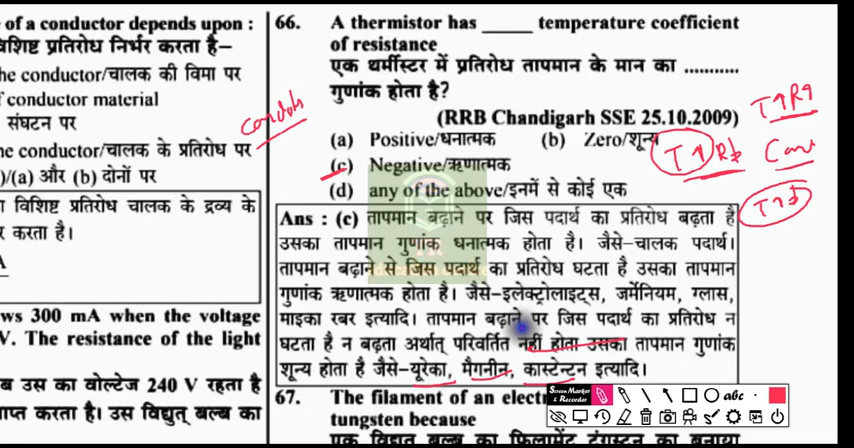 of a conductor depends upon :
विशिष्ट प्रतिरोध निर्भर करता है–
he conductor/चालक की विमा पर
f conductor material
संघटन पर
he conductor/चालक के प्रतिरोध पर
)/(a) और (b) दोनों पर
विशिष्ट प्रतिरोध चालक के द्रव्य के
र करता है।
ws 300 mA when the voltage
V. The resistance of the light
ब उस का वोल्टेज 240 V रहता है
प्राप्त करता है। उस विद्युत् बल्ब का
66. A thermistor has _____ temperature coefficient
of resistance
एक थर्मीस्टर में प्रतिरोध तापमान के मान का ...........
गुणांक होता है?
(RRB Chandigarh SSE 25.10.2009)
(a) Positive/धनात्मक (b) Zero/शून्य
(c) Negative/ऋणात्मक
(d) any of the above/इनमें से कोई एक
Ans : (c) तापमान बढ़ाने पर जिस पदार्थ का प्रतिरोध बढ़ता है
उसका तापमान गुणांक धनात्मक होता है। जैसे–चालक पदार्थ।
तापमान बढ़ाने से जिस पदार्थ का प्रतिरोध घटता है उसका तापमान
गुणांक ऋणात्मक होता है। जैसे–इलेक्ट्रोलाइट्स, जर्मेनियम, ग्लास,
माइका रबर इत्यादि। तापमान बढ़ाने पर जिस पदार्थ का प्रतिरोध न
घटता है न बढ़ता अर्थात् परिवर्तित नहीं होता उसका तापमान गुणांक
शून्य होता है जैसे–यूरेका, मैगनीन, कास्टेन्टन इत्यादि।
67. The filament of an electr
tungsten because
एक विद्युत बल्ब का फिलामेंट टंगस्टन का बनाया
T↑R↑
Screen Marker
& Recorder
abc